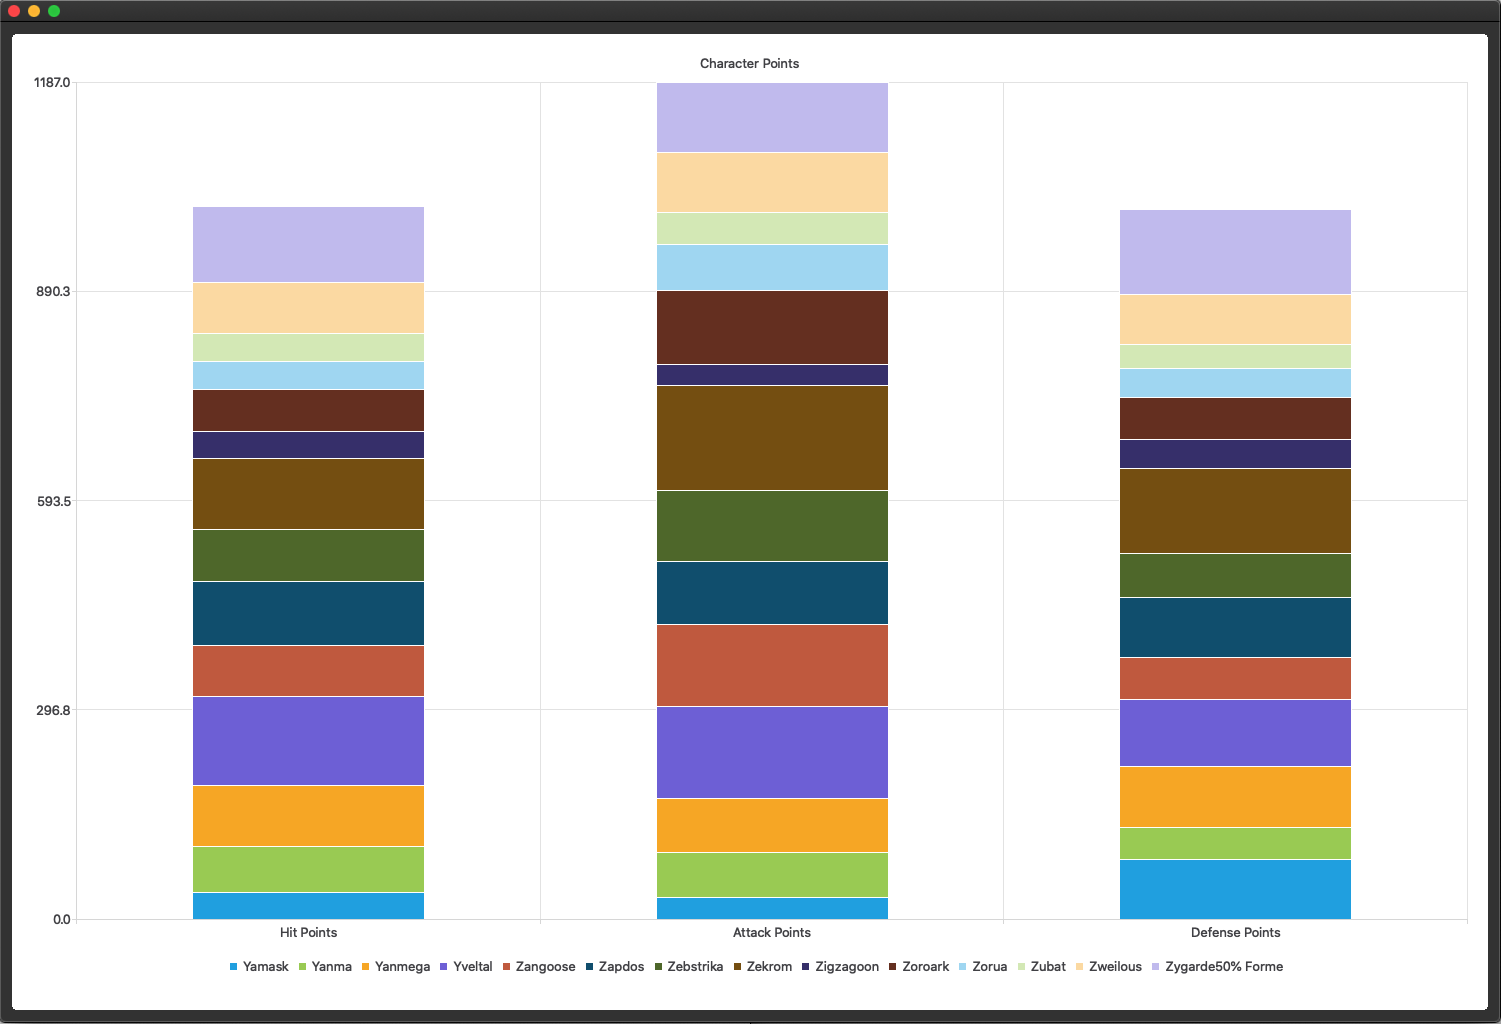 Character Points
1187.0
890.3
593.5
296.8
0.0
Hit Points Attack Points Defense Points
Yamask Yanma Yanmega Yveltal Zangoose Zapdos Zebstrika Zekrom Zigzagoon Zoroark Zorua Zubat Zweilous Zygarde50% Forme